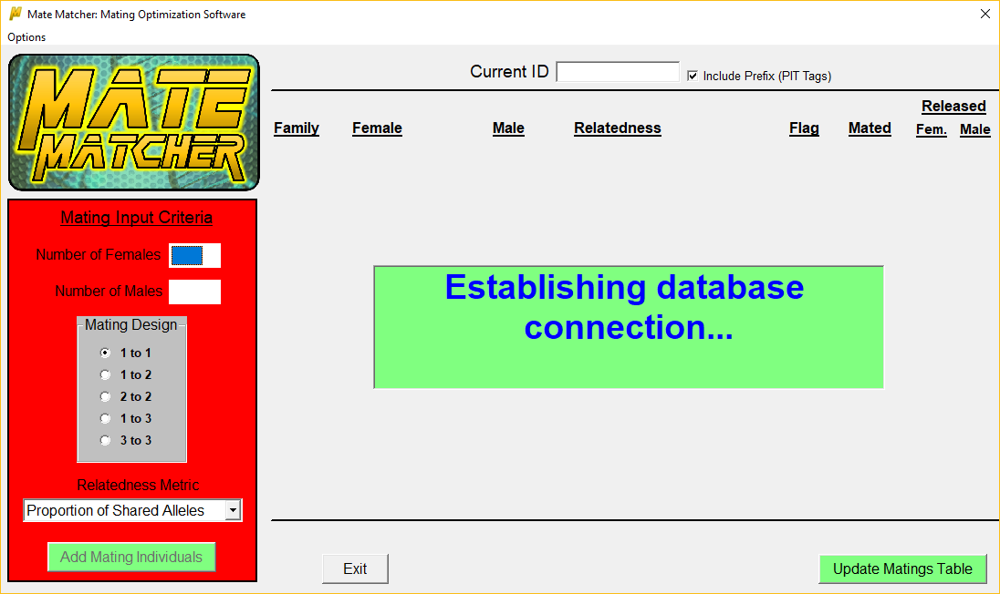 Mate Matcher: Mating Optimization Software
Options
MATE
MATCHER
Current ID
Include Prefix (PIT Tags)
Released
Family Female Male Relatedness Flag Mated Fem. Male
Mating Input Criteria
Number of Females
Number of Males
Mating Design
1 to 1
1 to 2
2 to 2
1 to 3
3 to 3
Relatedness Metric
Proportion of Shared Alleles
Add Mating Individuals
Establishing database
connection...
Exit
Update Matings Table